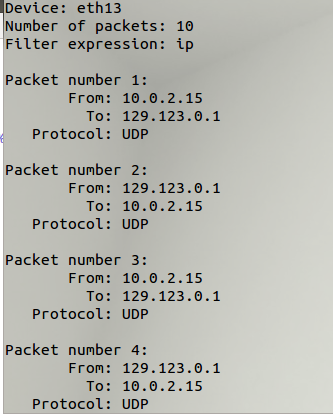 Device: eth13
Number of packets: 10
Filter expression: ip
Packet number 1:
From: 10.0.2.15
To: 129.123.0.1
Protocol: UDP
Packet number 2:
From: 129.123.0.1
To: 10.0.2.15
Protocol: UDP
Packet number 3:
From: 10.0.2.15
To: 129.123.0.1
Protocol: UDP
Packet number 4:
From: 129.123.0.1
To: 10.0.2.15
Protocol: UDP